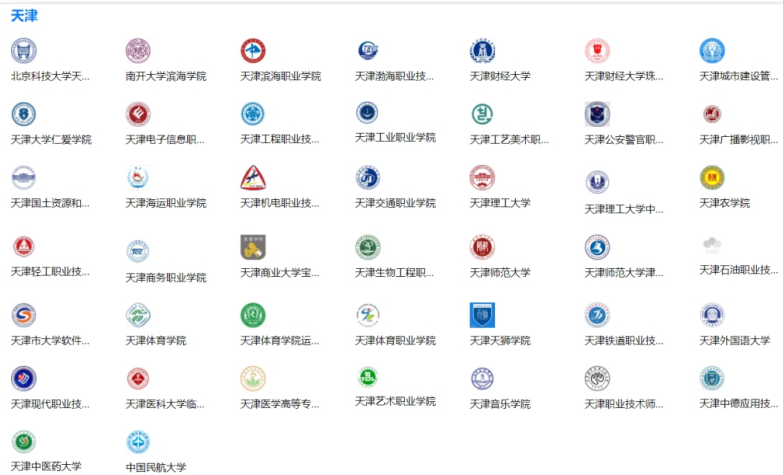 天津
北京科技大学天...
南开大学滨海学院
天津滨海职业学院
天津渤海职业技...
天津财经大学
天津财经大学珠...
天津城市建设管...
天津大学仁爱学院
天津电子信息职...
天津工程职业技...
天津工业职业学院
天津工艺美术职...
天津公安警官职...
天津广播影视职...
天津国土资源和...
天津海运职业学院
天津机电职业技...
天津交通职业学院
天津理工大学
天津理工大学中...
天津农学院
天津轻工职业技...
天津商务职业学院
天津商业大学宝...
天津生物工程职...
天津师范大学
天津师范大学津...
天津石油职业技...
天津市大学软件...
天津体育学院
天津体育学院运...
天津体育职业学院
天津天狮学院
天津铁道职业技...
天津外国语大学
天津现代职业技...
天津医科大学临...
天津医学高等专...
天津艺术职业学院
天津音乐学院
天津职业技术师...
天津中德应用技...
天津中医药大学
中国民航大学